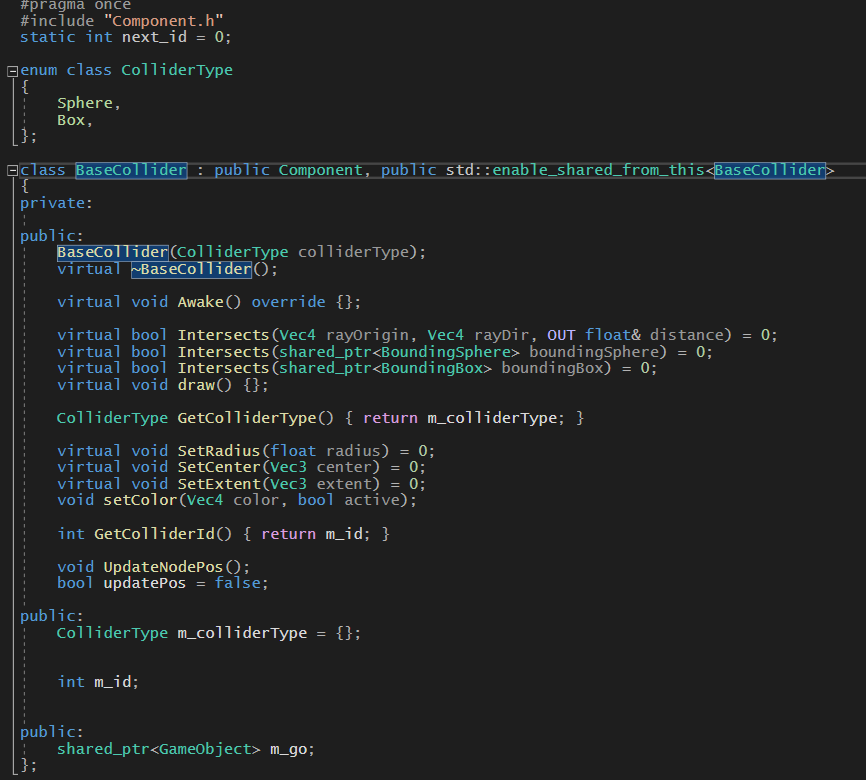 #pragma once
#include "Component.h"
static int next_id = 0;
enum class ColliderType
{
Sphere,
Box,
};
class BaseCollider : public Component, public std::enable_shared_from_this<BaseCollider>
{
private:
public:
BaseCollider(ColliderType colliderType);
virtual ~BaseCollider();
virtual void Awake() override {};
virtual bool Intersects(Vec4 rayOrigin, Vec4 rayDir, OUT float& distance) = 0;
virtual bool Intersects(shared_ptr<BoundingSphere> boundingSphere) = 0;
virtual bool Intersects(shared_ptr<BoundingBox> boundingBox) = 0;
virtual void draw() {};
ColliderType GetColliderType() { return m_colliderType; }
virtual void SetRadius(float radius) = 0;
virtual void SetCenter(Vec3 center) = 0;
virtual void SetExtent(Vec3 extent) = 0;
void setColor(Vec4 color, bool active);
int GetColliderId() { return m_id; }
void UpdateNodePos();
bool updatePos = false;
public:
ColliderType m_colliderType = {};
int m_id;
public:
shared_ptr<GameObject> m_go;
};